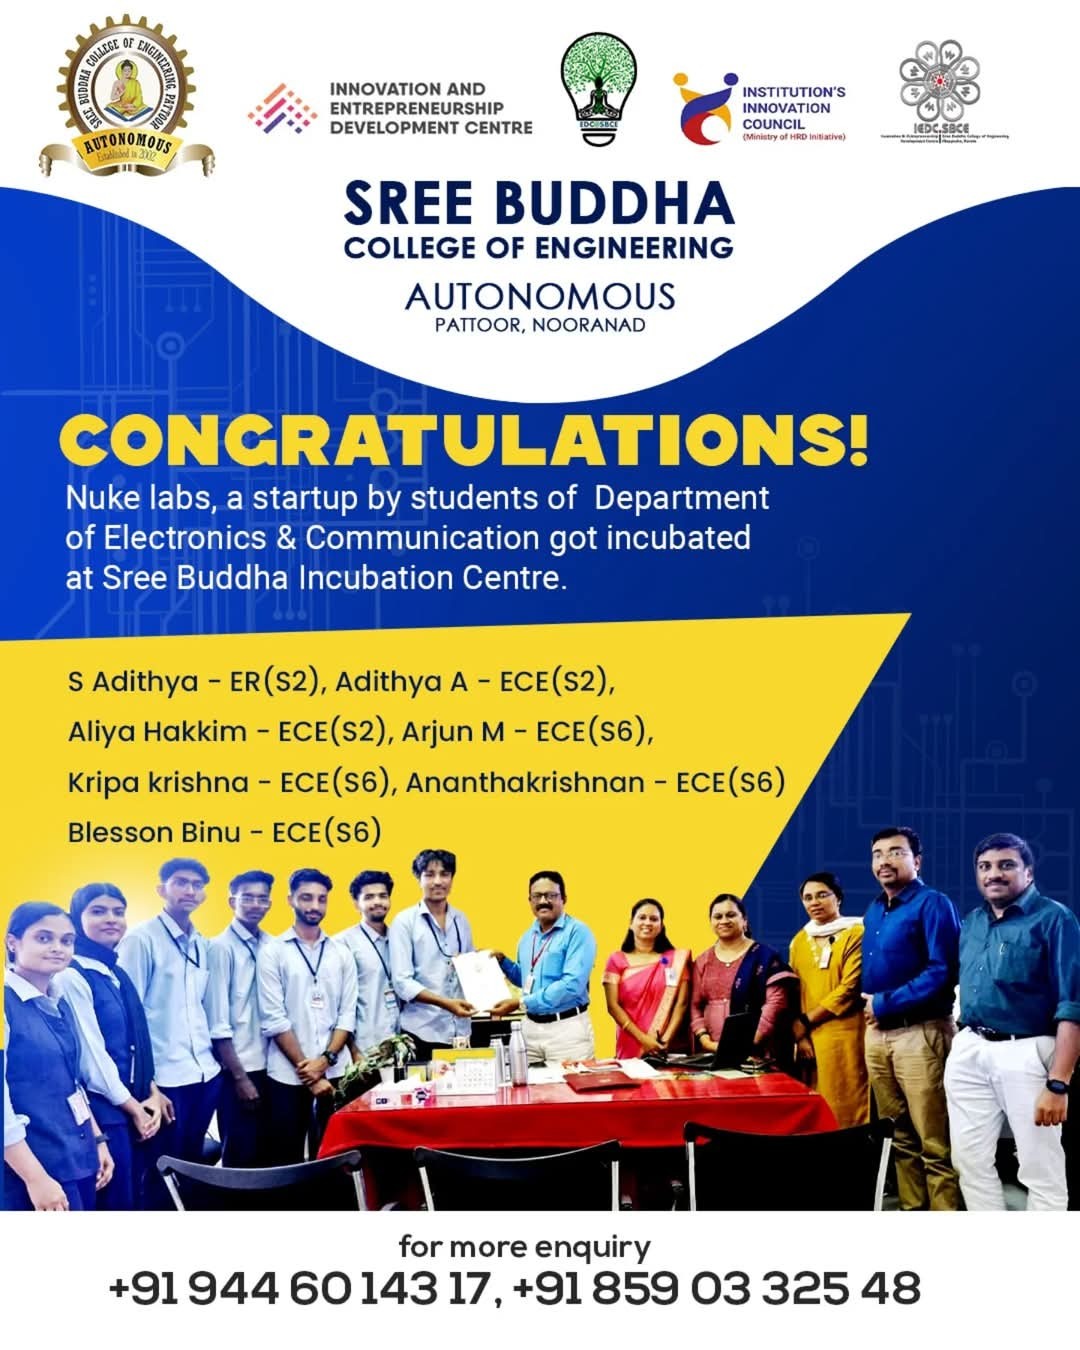 SREE BUDDHA COLLEGE OF ENGINEERING, PATTOOR
AUTONOMOUS
Established in 2002
INNOVATION AND
ENTREPRENEURSHIP
DEVELOPMENT CENTRE
EDC@SBCE
INSTITUTION'S
INNOVATION
COUNCIL
(Ministry of HRD Initiative)
IEDC.SBCE
SREE BUDDHA
COLLEGE OF ENGINEERING
AUTONOMOUS
PATTOOR, NOORANAD
CONGRATULATIONS!
Nuke labs, a startup by students of Department
of Electronics & Communication got incubated
at Sree Buddha Incubation Centre.
S Adithya - ER(S2), Adithya A - ECE(S2),
Aliya Hakkim - ECE(S2), Arjun M - ECE(S6),
Kripa krishna - ECE(S6), Ananthakrishnan - ECE(S6)
Blesson Binu - ECE(S6)
for more enquiry
+91 944 60 143 17, +91 859 03 325 48